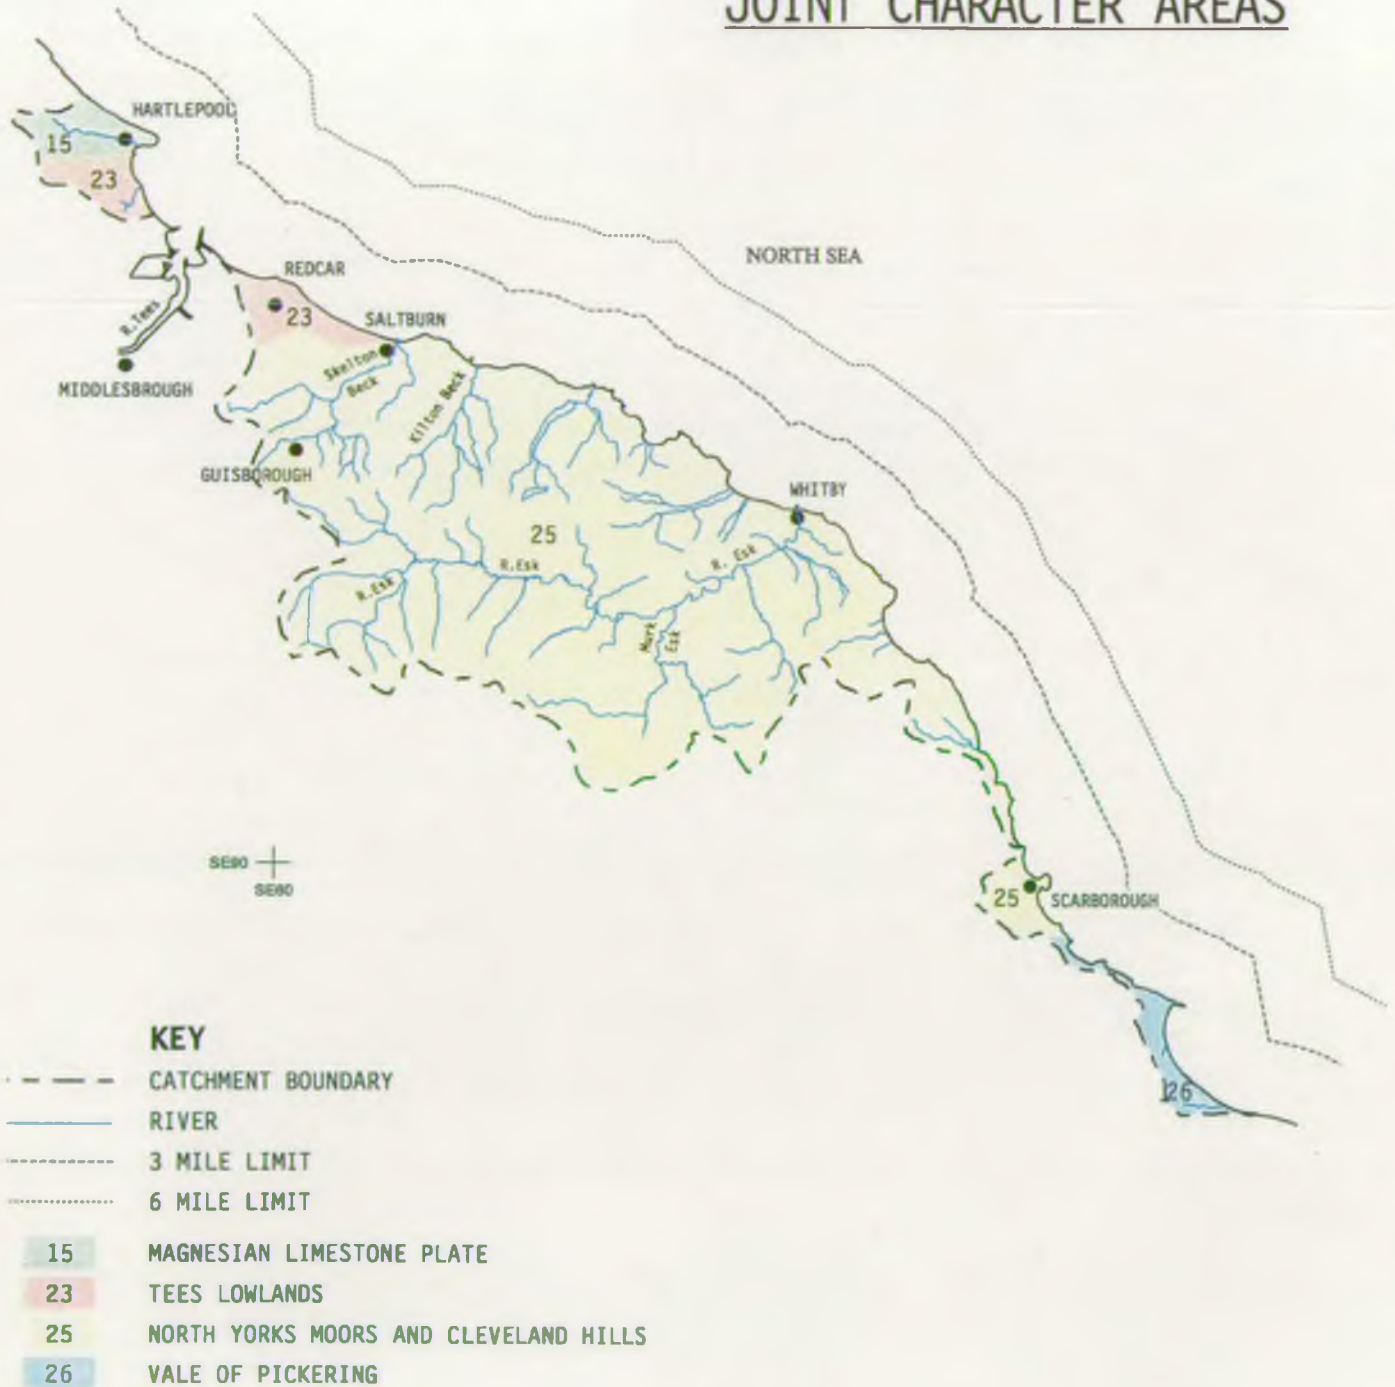 JOINT CHARACTER AREAS
HARTLEPOOL
15
23
NORTH SEA
REDCAR
23
SALTBURN
R.Tees
MIDDLESBROUGH
Skelton
Beck
Kilton Beck
GUISBOROUGH
WHITBY
25
R.Esk
R. Esk
R.Esk
Murk
Esk
SE90
SE60
25
SCARBOROUGH
26
KEY
CATCHMENT BOUNDARY
RIVER
3 MILE LIMIT
6 MILE LIMIT
15 MAGNESIAN LIMESTONE PLATE
23 TEES LOWLANDS
25 NORTH YORKS MOORS AND CLEVELAND HILLS
26 VALE OF PICKERING